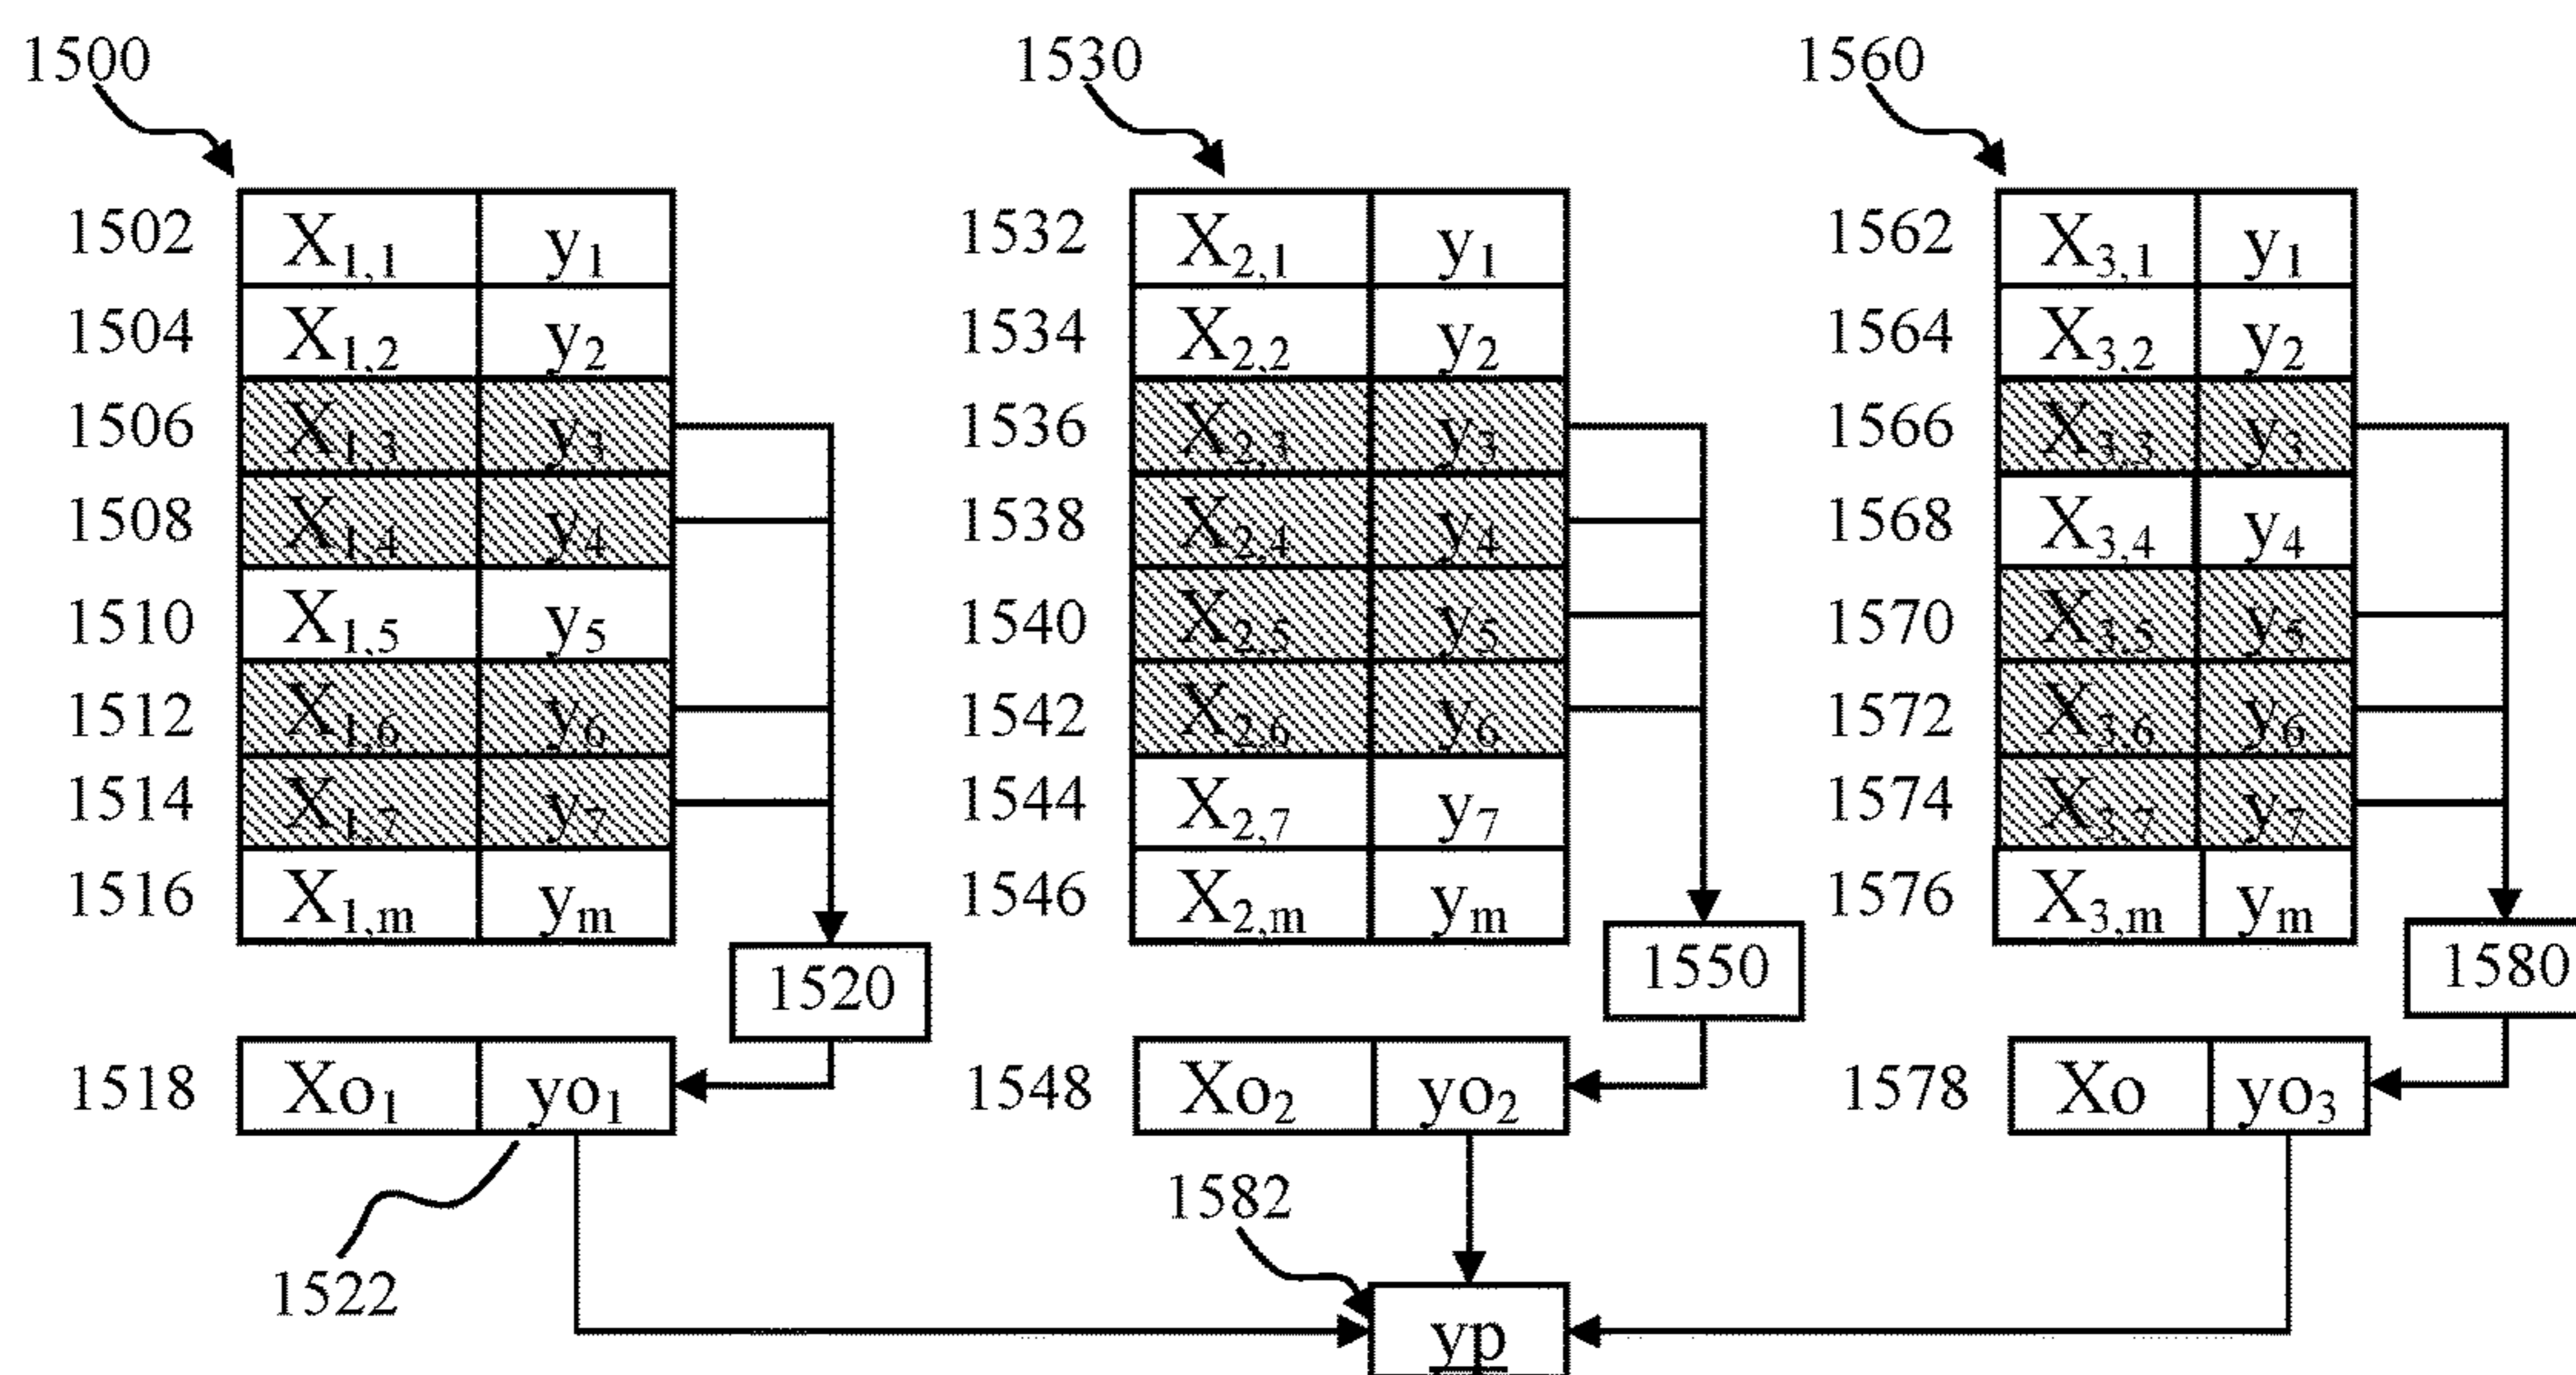 1500 1530 1560
1502 X1,1 y1 1532 X2,1 y1 1562 X3,1 y1
1504 X1,2 y2 1534 X2,2 y2 1564 X3,2 y2
1506 X1,3 y3 1536 X2,3 y3 1566 X3,3 y3
1508 X1,4 y4 1538 X2,4 y4 1568 X3,4 y4
1510 X1,5 y5 1540 X2,5 y5 1570 X3,5 y5
1512 X1,6 y6 1542 X2,6 y6 1572 X3,6 y6
1514 X1,7 y7 1544 X2,7 y7 1574 X3,7 y7
1516 X1,m ym 1546 X2,m ym 1576 X3,m ym
1520 1550 1580
1518 Xo1 yo1 1548 Xo2 yo2 1578 Xo yo3
1582
1522
yp